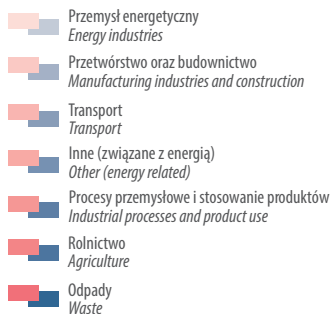 Przemysł energetyczny
Energy industries
Przetwórstwo oraz budownictwo
Manufacturing industries and construction
Transport
Transport
Inne (związane z energią)
Other (energy related)
Procesy przemysłowe i stosowanie produktów
Industrial processes and product use
Rolnictwo
Agriculture
Odpady
Waste